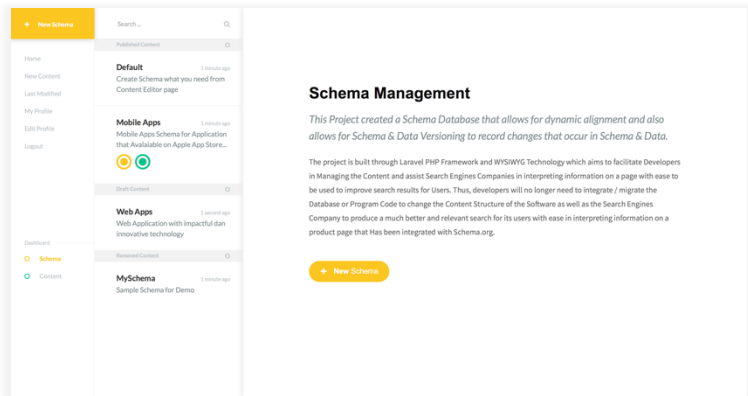 + New Schema
Home
New Content
Last Modified
My Profile
Edit Profile
Logout
Dashboard
Schema
Content
Search ...
Published Content
Default 1 minute ago
Create Schema what you need from
Content Editor page
Mobile Apps 1 minute ago
Mobile Apps Schema for Application
that Avalalable on Apple App Store...
Draft Content
Web Apps 1 second ago
Web Application with impactful dan
innovative technology
Removed Content
MySchema 1 minute ago
Sample Schema for Demo
Schema Management
This Project created a Schema Database that allows for dynamic alignment and also
allows for Schema & Data Versioning to record changes that occur in Schema & Data.
The project is built through Laravel PHP Framework and WYSIWYG Technology which aims to facilitate Developers
in Managing the Content and assist Search Engines Companies in interpreting information on a page with ease to
be used to improve search results for Users. Thus, developers will no longer need to integrate / migrate the
Database or Program Code to change the Content Structure of the Software as well as the Search Engines
Company to produce a much better and relevant search for its users with ease in interpreting information on a
product page that Has been integrated with Schema.org.
+ New Schema